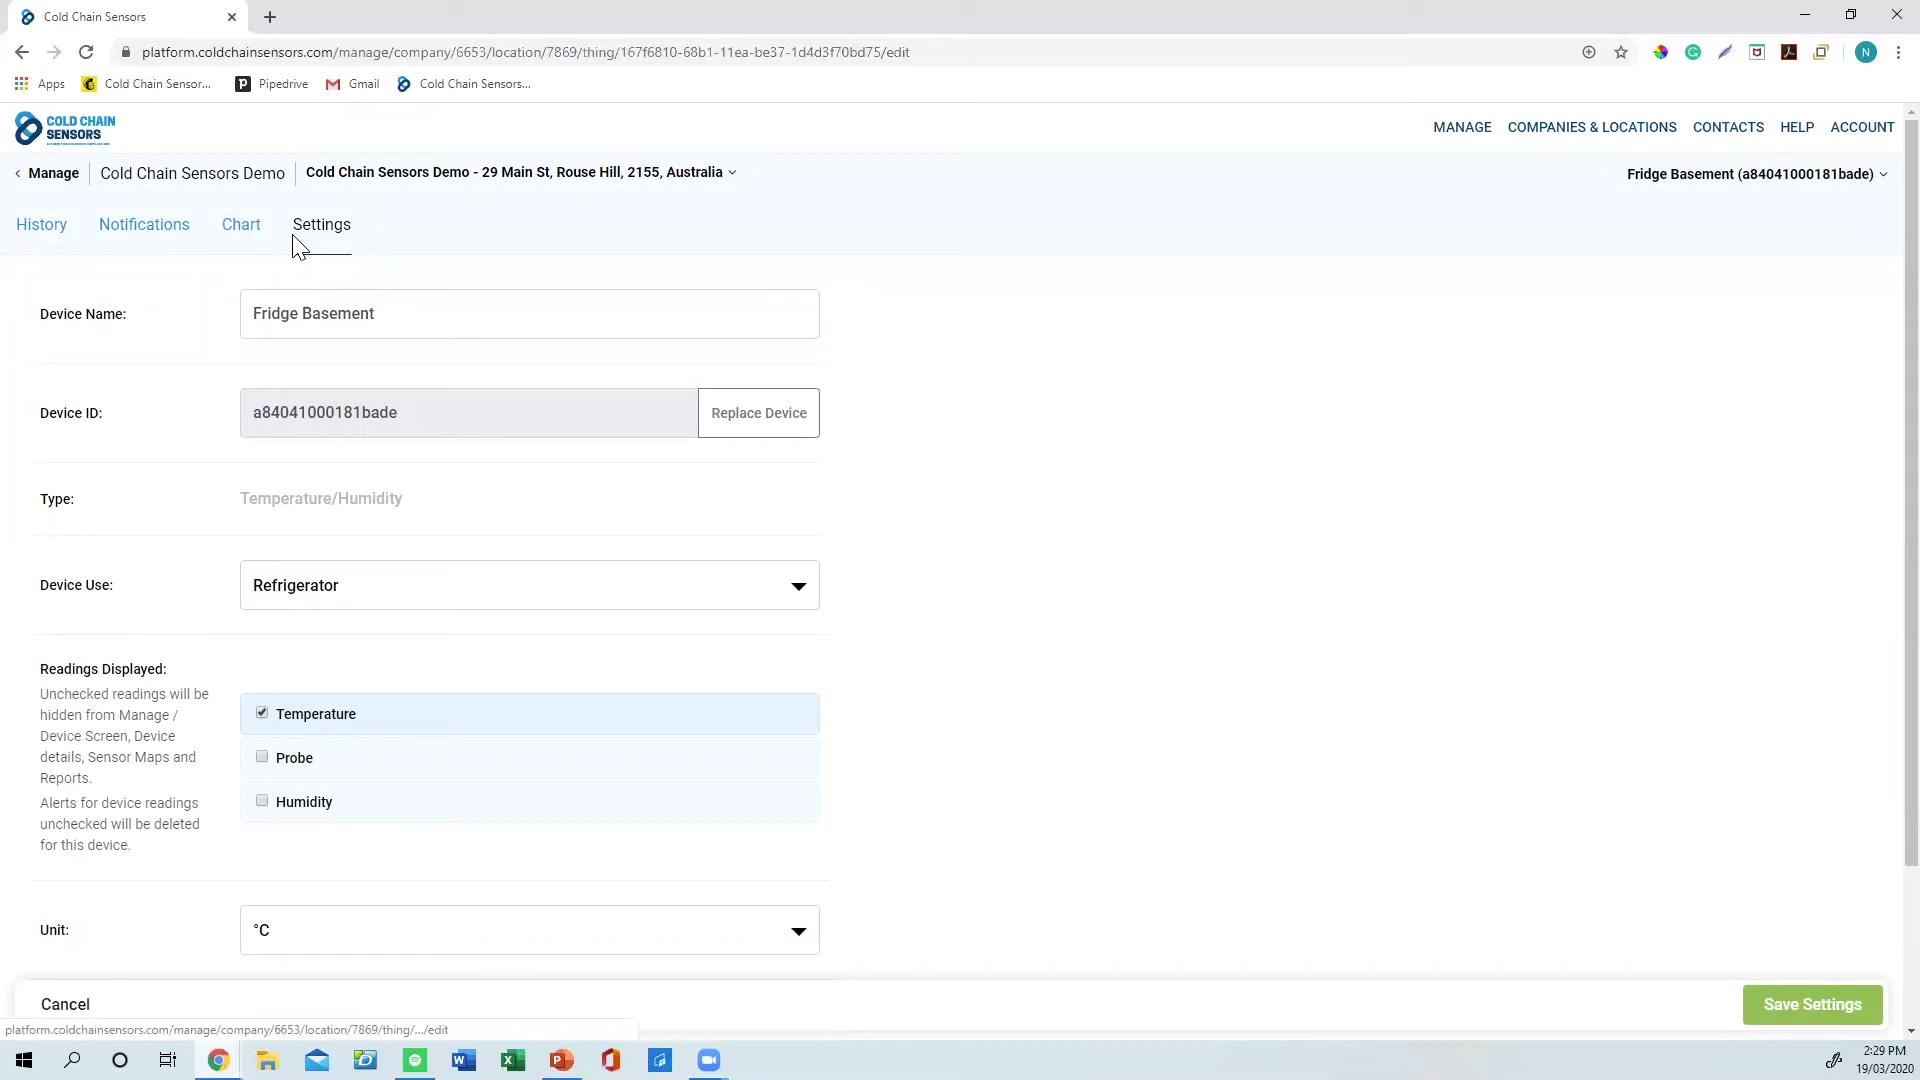 Cold Chain Sensors
platform.coldchainsensors.com/manage/company/6653/location/7869/thing/167f6810-68b1-11ea-be37-1d4d3f70bd75/edit
N
Apps Cold Chain Sensor... Pipedrive Gmail Cold Chain Sensors...
COLD CHAIN
SENSORS
MANAGE COMPANIES & LOCATIONS CONTACTS HELP ACCOUNT
Manage Cold Chain Sensors Demo Cold Chain Sensors Demo - 29 Main St, Rouse Hill, 2155, Australia Fridge Basement (a84041000181bade)
History Notifications Chart Settings
Device Name: Fridge Basement
Device ID: a84041000181bade Replace Device
Type: Temperature/Humidity
Device Use: Refrigerator
Readings Displayed:
Unchecked readings will be
hidden from Manage /
Device Screen, Device
details, Sensor Maps and
Reports.
Alerts for device readings
unchecked will be deleted
for this device.
Temperature
Probe
Humidity
Unit: °C
Cancel Save Settings
platform.coldchainsensors.com/manage/company/6653/location/7869/thing/.../edit
2:29 PM
19/03/2020